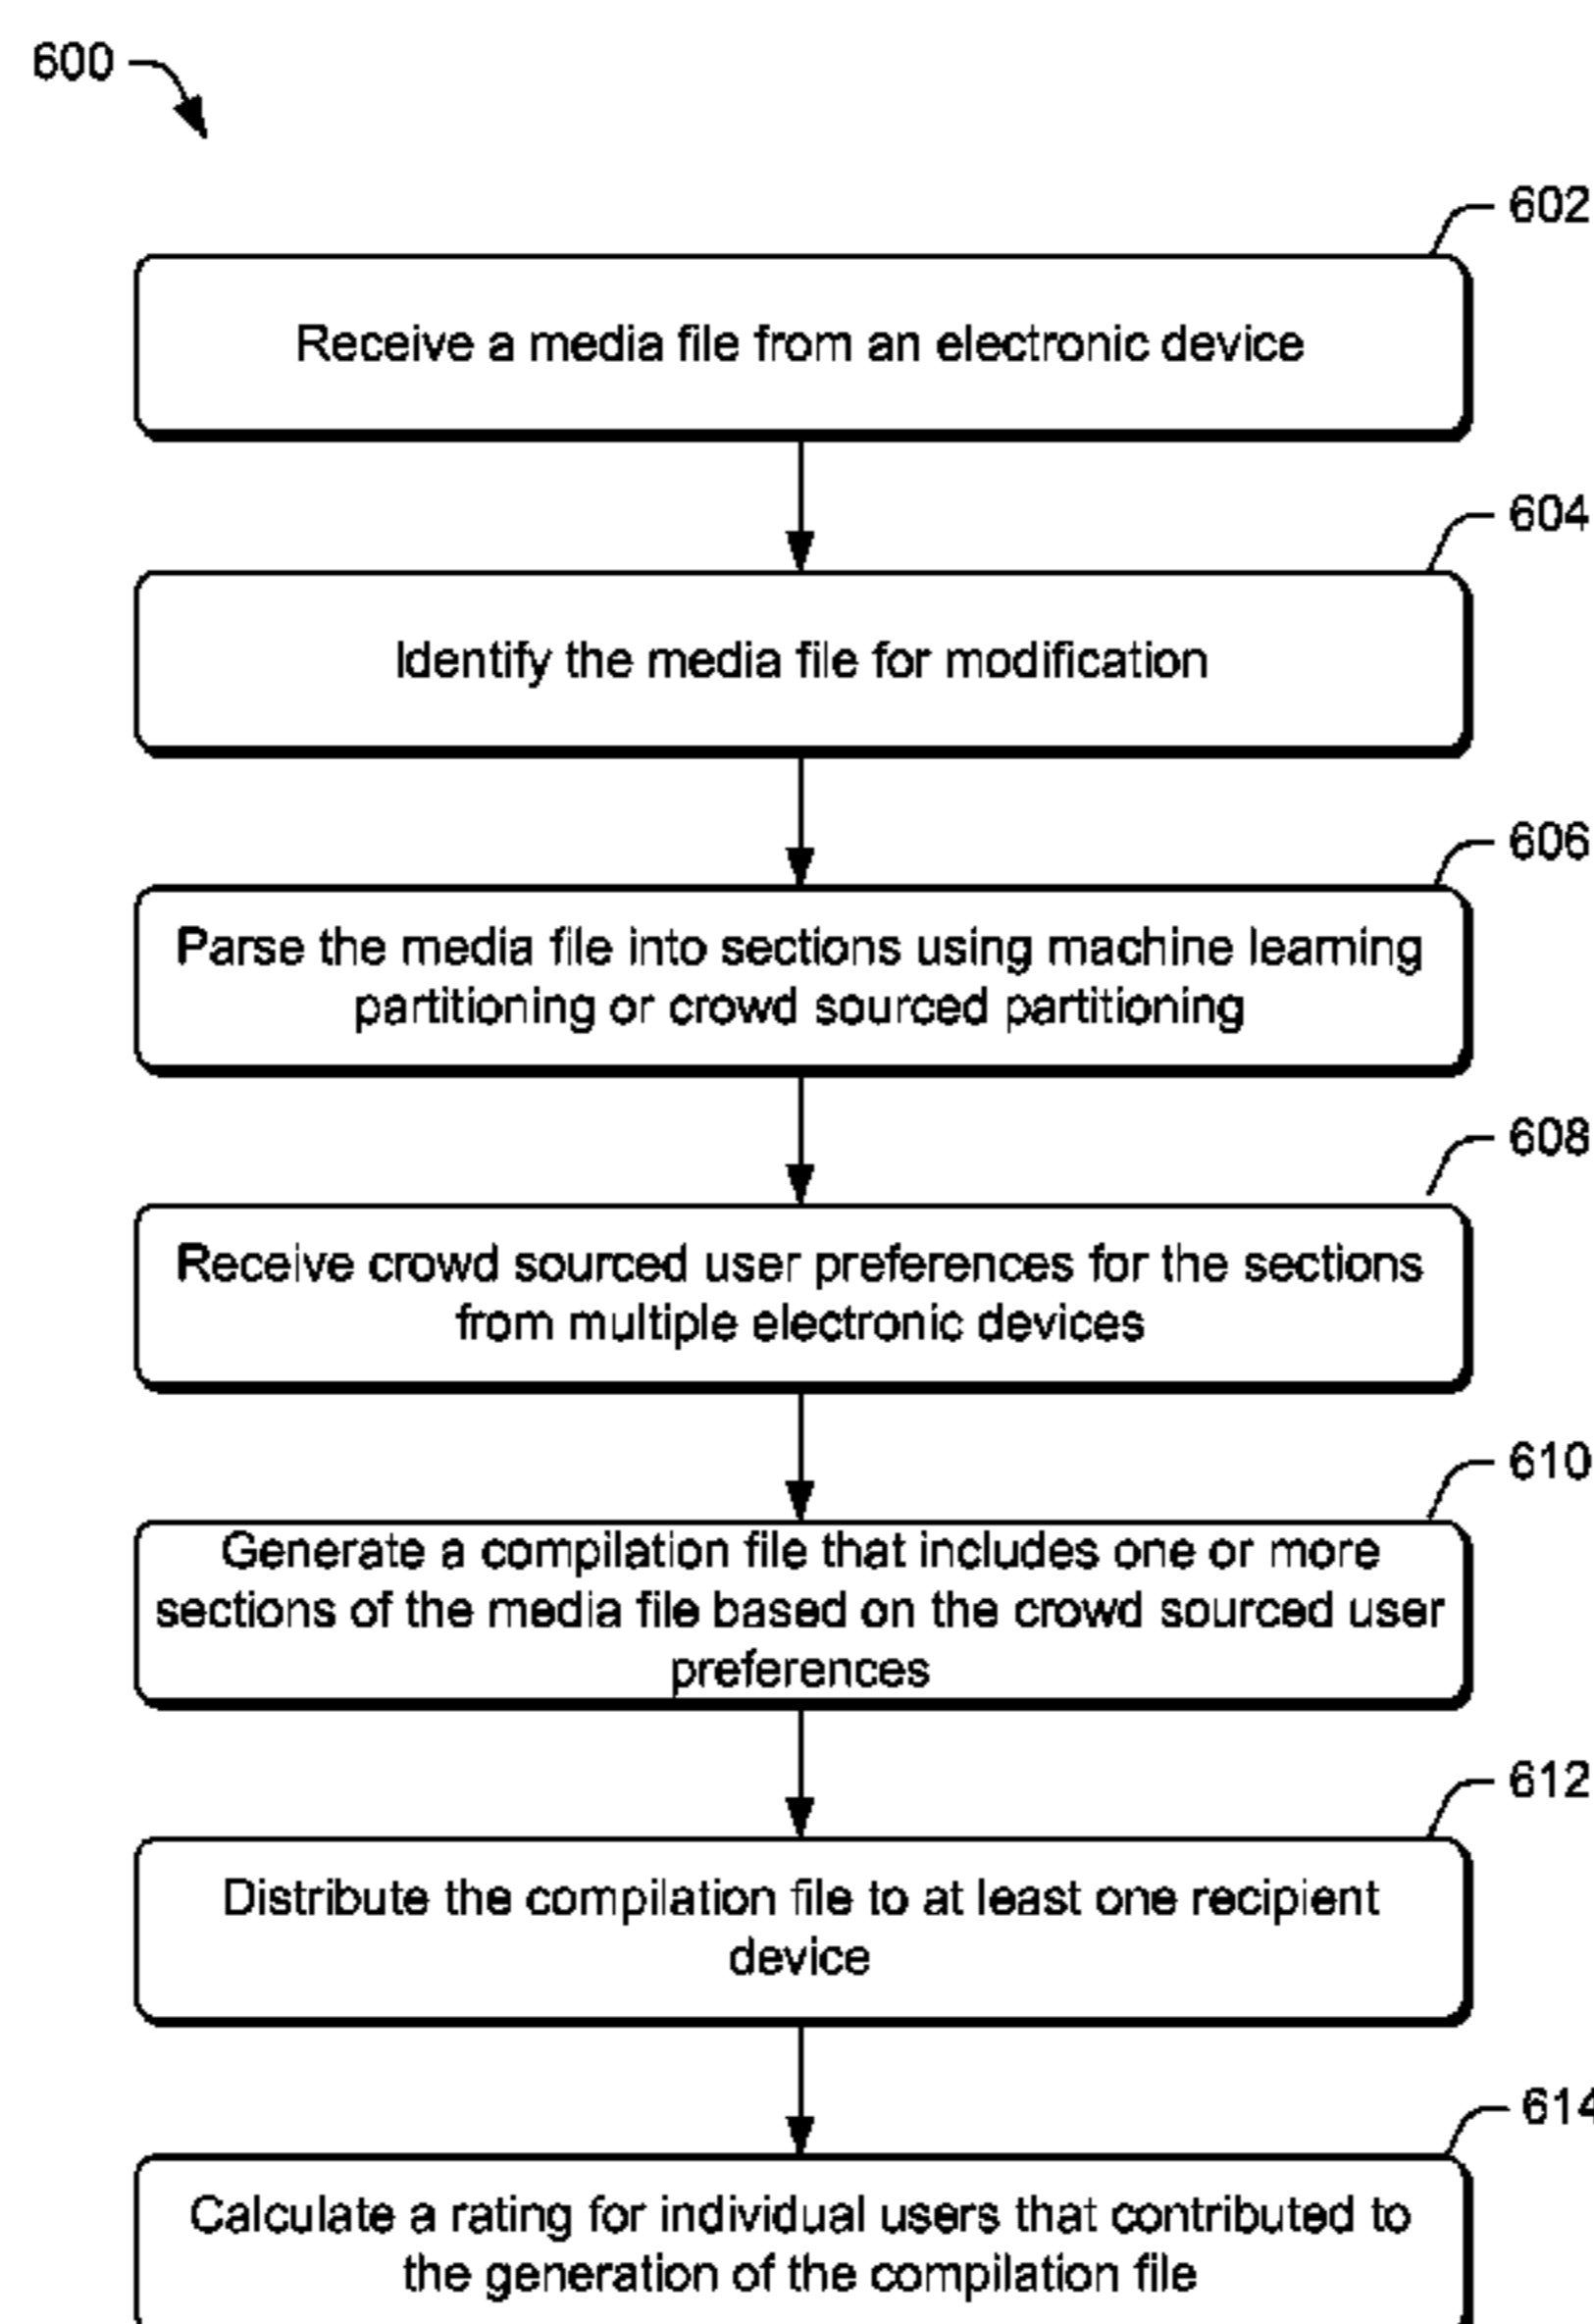 600
602
Receive a media file from an electronic device
604
Identify the media file for modification
606
Parse the media file into sections using machine learning
partitioning or crowd sourced partitioning
608
Receive crowd sourced user preferences for the sections
from multiple electronic devices
610
Generate a compilation file that includes one or more
sections of the media file based on the crowd sourced user
preferences
612
Distribute the compilation file to at least one recipient
device
614
Calculate a rating for individual users that contributed to
the generation of the compilation file